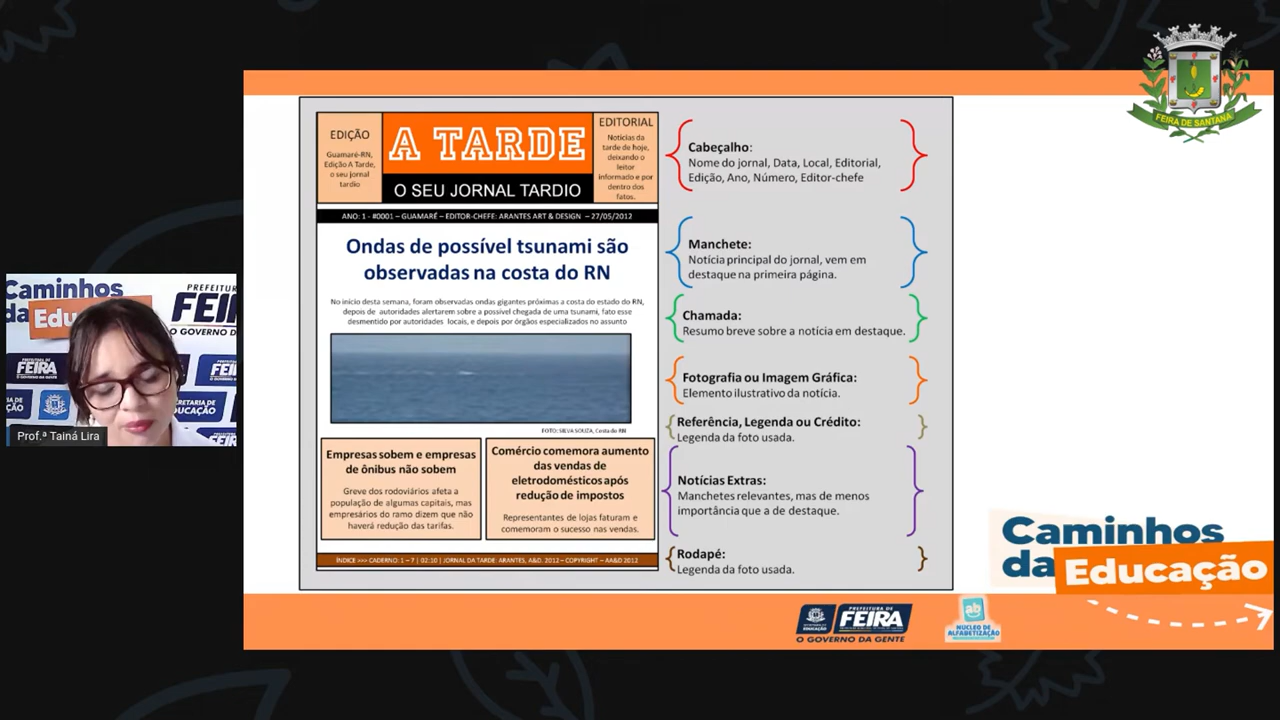 FEIRA DE SANTANA
EDIÇÃO
Guamaré-RN,
Edição A Tarde,
o seu jornal
tardio
A TARDE
O SEU JORNAL TARDIO
EDITORIAL
Notícias da
tarde de hoje,
deixando o
leitor
informado e por
dentro dos
fatos.
ANO: 1 - #0001 – GUAMARÉ – EDITOR-CHEFE: ARANTES ART & DESIGN – 27/05/2012
Ondas de possível tsunami são
observadas na costa do RN
No início desta semana, foram observadas ondas gigantes próximas a costa do estado do RN,
depois de autoridades alertarem sobre a possível chegada de uma tsunami, fato esse
desmentido por autoridades locais, e depois por órgãos especializados no assunto
FOTO: SILVA SOUZA, Costa do RN
Empresas sobem e empresas
de ônibus não sobem
Greve dos rodoviários afeta a
população de algumas capitais, mas
empresários do ramo dizem que não
haverá redução das tarifas.
Comércio comemora aumento
das vendas de
eletrodomésticos após
redução de impostos
Representantes de lojas faturam e
comemoram o sucesso nas vendas.
ÍNDICE >>> CADERNO: 1 – 7 | 02:10 | JORNAL DA TARDE: ARANTES, A&D. 2012 – COPYRIGHT – AA&D 2012
Cabeçalho:
Nome do jornal, Data, Local, Editorial,
Edição, Ano, Número, Editor-chefe
Manchete:
Notícia principal do jornal, vem em
destaque na primeira página.
Chamada:
Resumo breve sobre a notícia em destaque.
Fotografia ou Imagem Gráfica:
Elemento ilustrativo da notícia.
Referência, Legenda ou Crédito:
Legenda da foto usada.
Notícias Extras:
Manchetes relevantes, mas de menos
importância que a de destaque.
Rodapé:
Legenda da foto usada.
Caminhos
da Educação
PREFEITURA DE
FEIRA
O GOVERNO DA GENTE
ab
NÚCLEO DE
ALFABETIZAÇÃO
Caminhos
da Edu
PREFEITU
FEI
O GOVERNO D
FEIRA
Prof.ª Tainá Lira